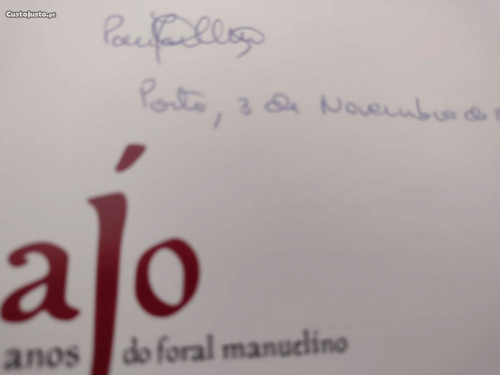 CustoJusto.pt
Porto, 3 de Novembro de
ajo
anos do foral manuelino